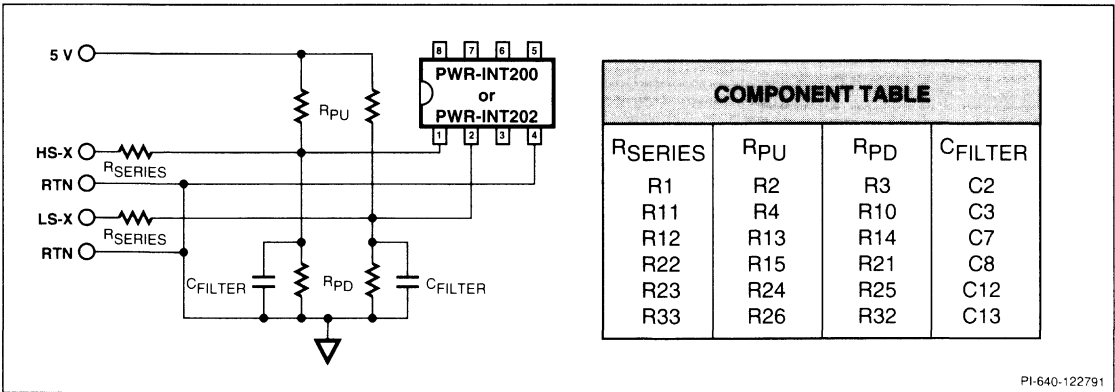 5 V
8 7 6 5
PWR-INT200
or
PWR-INT202
1 2 3 4
RPU
HS-X
RSERIES
RTN
LS-X
RSERIES
RTN
CFILTER
RPD
CFILTER
COMPONENT TABLE
RSERIES RPU RPD CFILTER
R1 R2 R3 C2
R11 R4 R10 C3
R12 R13 R14 C7
R22 R15 R21 C8
R23 R24 R25 C12
R33 R26 R32 C13
PI-640-122791